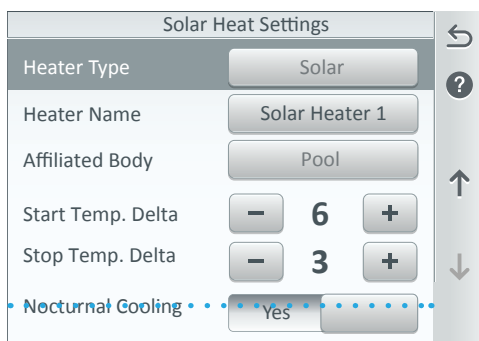 Solar Heat Settings
Heater Type Solar
Heater Name Solar Heater 1
Affiliated Body Pool
Start Temp. Delta − 6 +
Stop Temp. Delta − 3 +
Nocturnal Cooling Yes